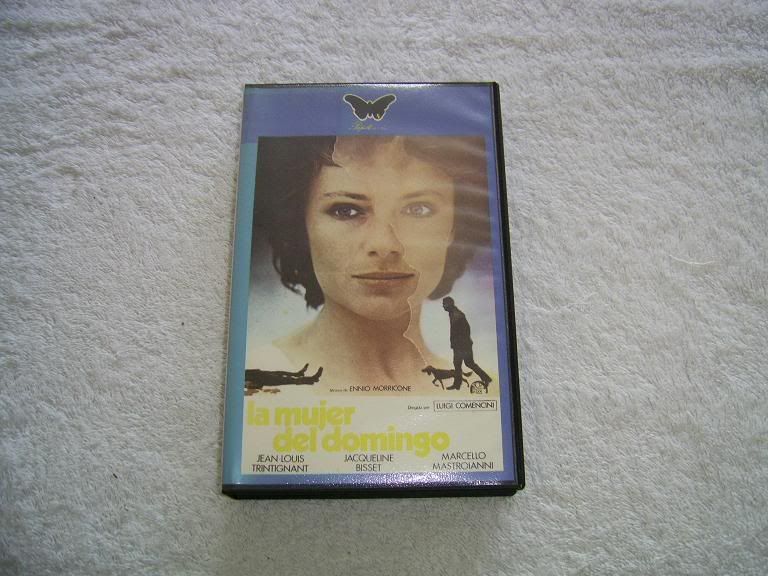 Música de ENNIO MORRICONE
Dirigida por LUIGI COMENCINI
la mujer
del domingo
JEAN LOUIS TRINTIGNANT
JACQUELINE BISSET
MARCELLO MASTROIANNI